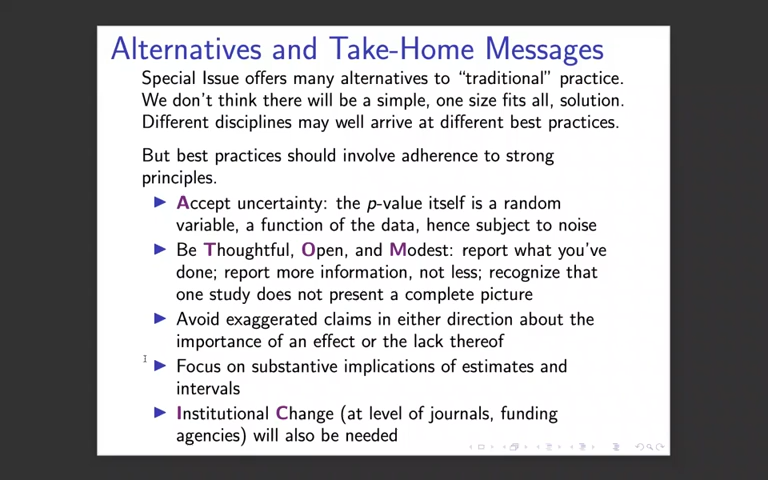 Alternatives and Take-Home Messages
Special Issue offers many alternatives to “traditional” practice.
We don’t think there will be a simple, one size fits all, solution.
Different disciplines may well arrive at different best practices.
But best practices should involve adherence to strong
principles.
Accept uncertainty: the p-value itself is a random
variable, a function of the data, hence subject to noise
Be Thoughtful, Open, and Modest: report what you’ve
done; report more information, not less; recognize that
one study does not present a complete picture
Avoid exaggerated claims in either direction about the
importance of an effect or the lack thereof
Focus on substantive implications of estimates and
intervals
Institutional Change (at level of journals, funding
agencies) will also be needed